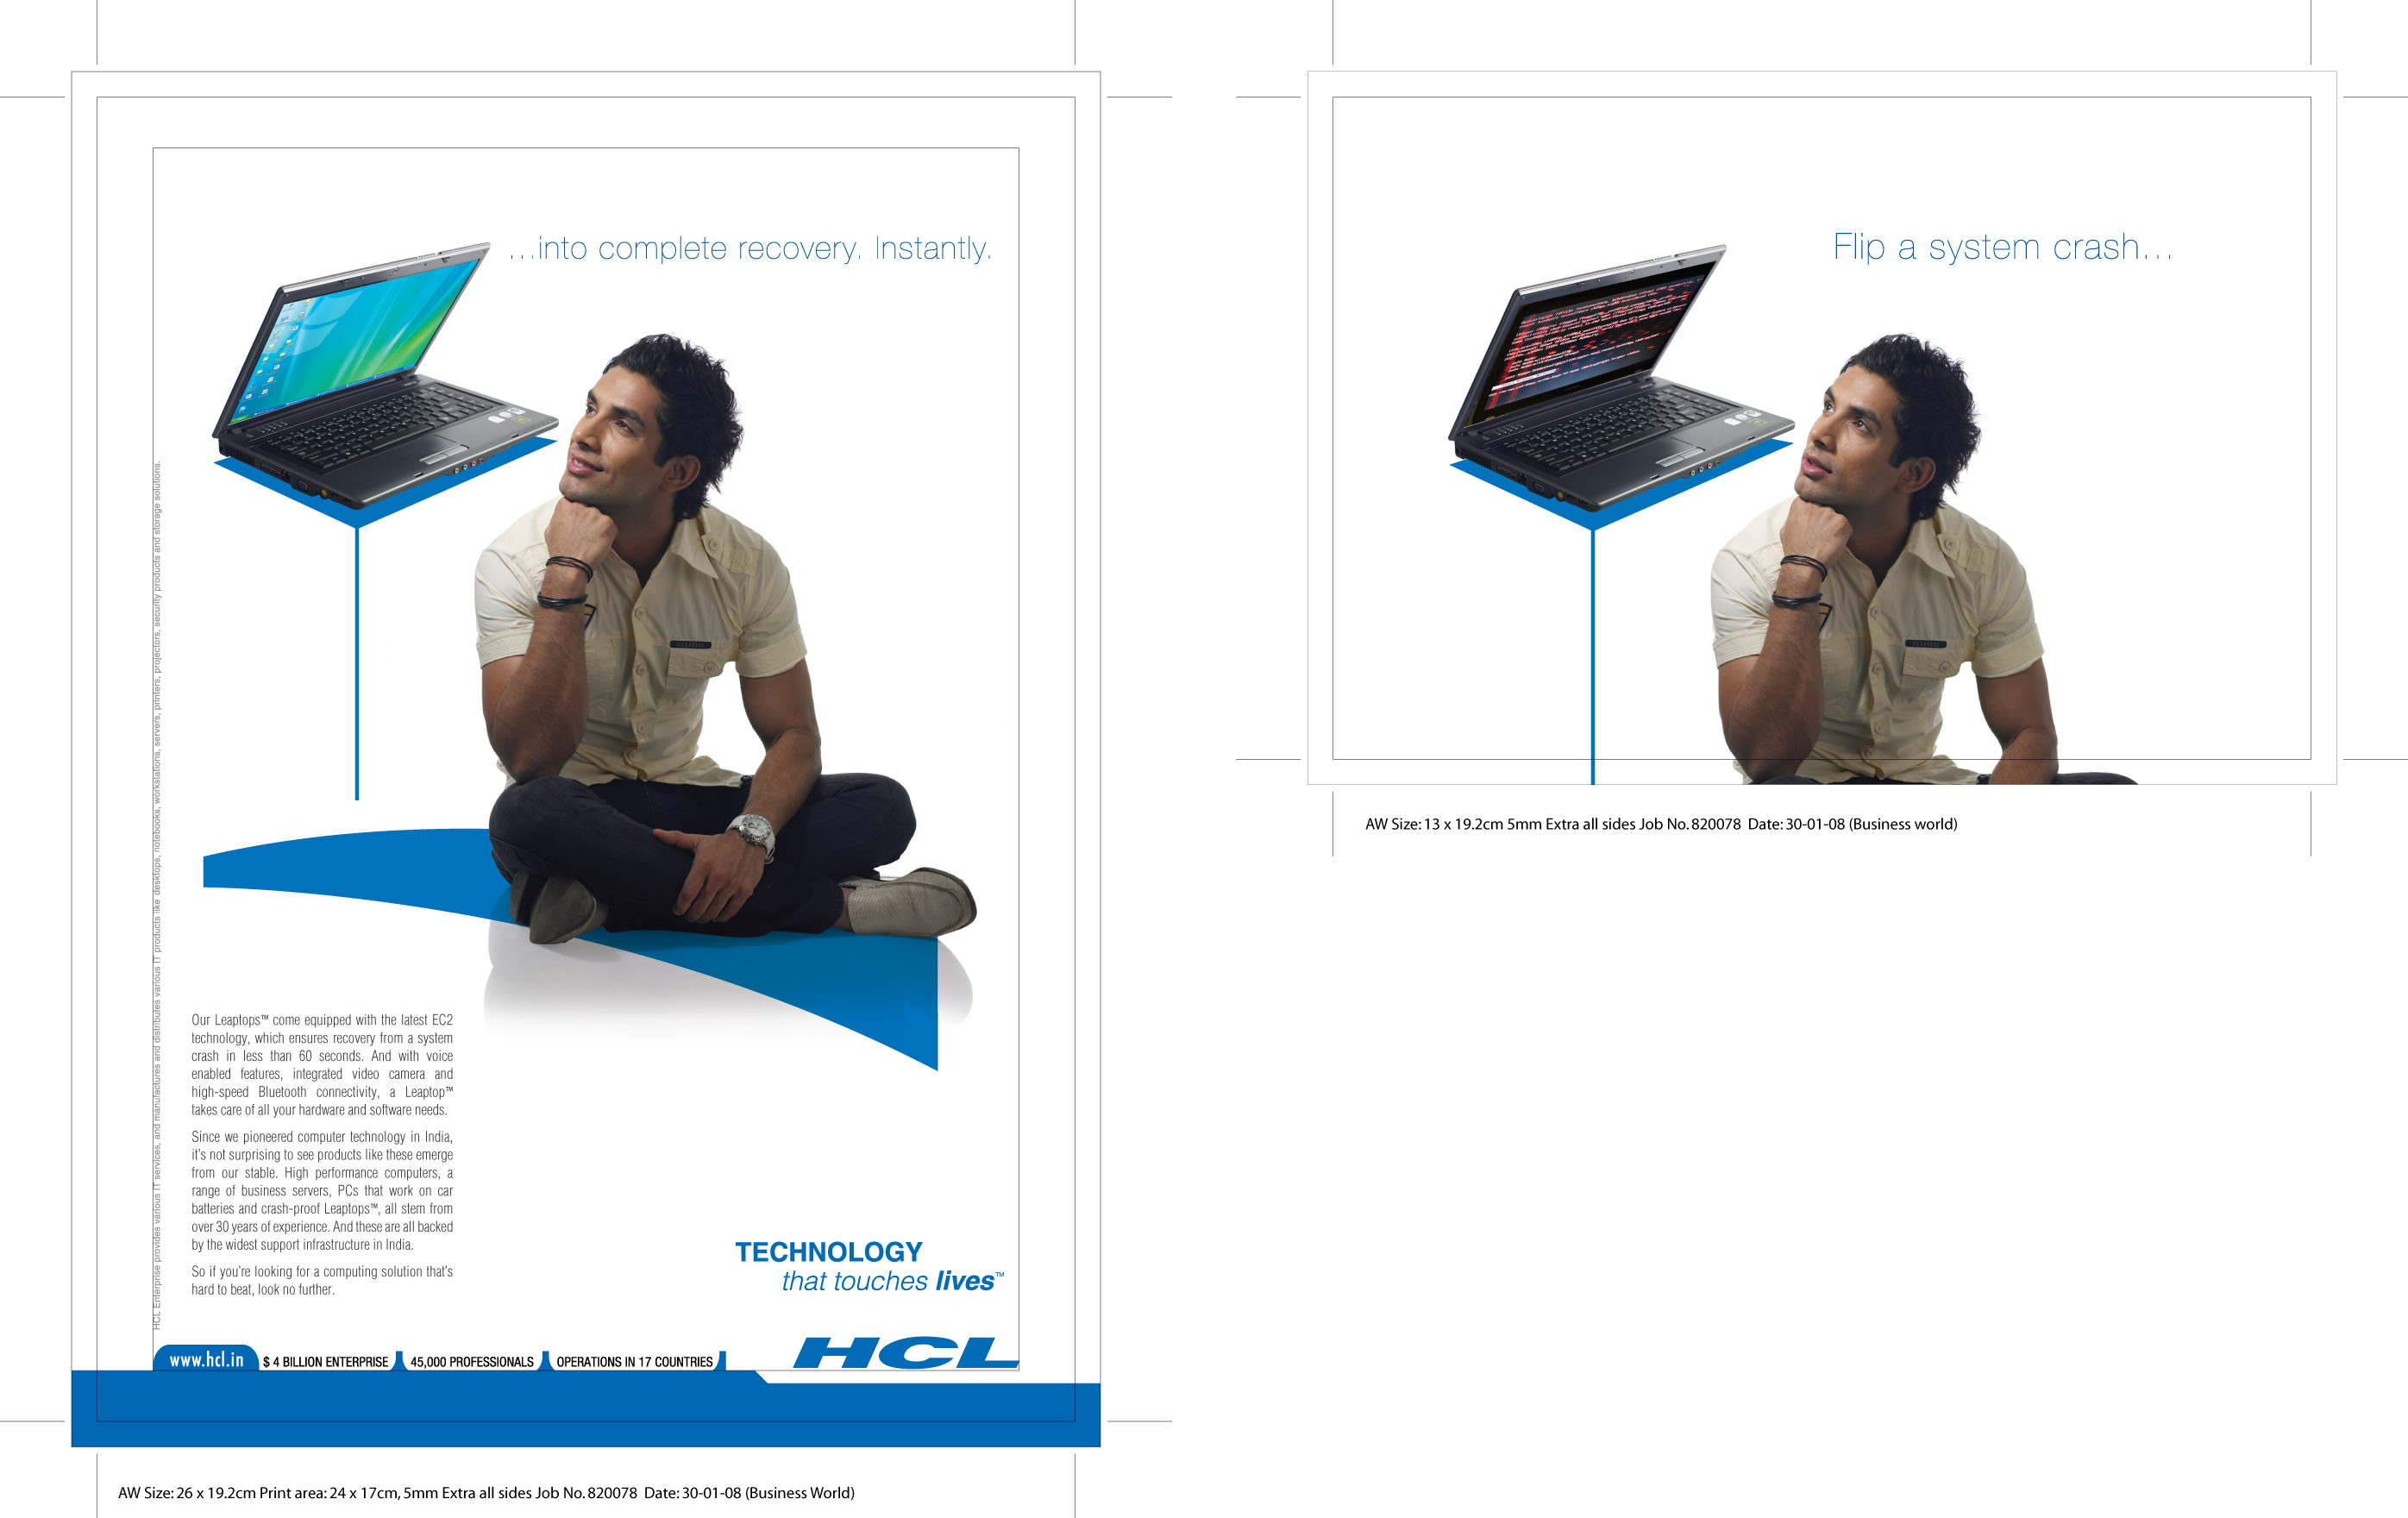 ...into complete recovery. Instantly.
HCL Enterprise provides various IT services, and manufactures and distributes various IT products like desktops, notebooks, workstations, servers, printers, projectors, security products and storage solutions.
Our Leaptops™ come equipped with the latest EC2
technology, which ensures recovery from a system
crash in less than 60 seconds. And with voice
enabled features, integrated video camera and
high-speed Bluetooth connectivity, a Leaptop™
takes care of all your hardware and software needs.
Since we pioneered computer technology in India,
it's not surprising to see products like these emerge
from our stable. High performance computers, a
range of business servers, PCs that work on car
batteries and crash-proof Leaptops™, all stem from
over 30 years of experience. And these are all backed
by the widest support infrastructure in India.
So if you're looking for a computing solution that's
hard to beat, look no further.
TECHNOLOGY
that touches lives™
www.hcl.in $ 4 BILLION ENTERPRISE 45,000 PROFESSIONALS OPERATIONS IN 17 COUNTRIES
HCL
AW Size: 26 x 19.2cm Print area: 24 x 17cm, 5mm Extra all sides Job No. 820078 Date: 30-01-08 (Business World)
Flip a system crash...
AW Size: 13 x 19.2cm 5mm Extra all sides Job No. 820078 Date: 30-01-08 (Business world)